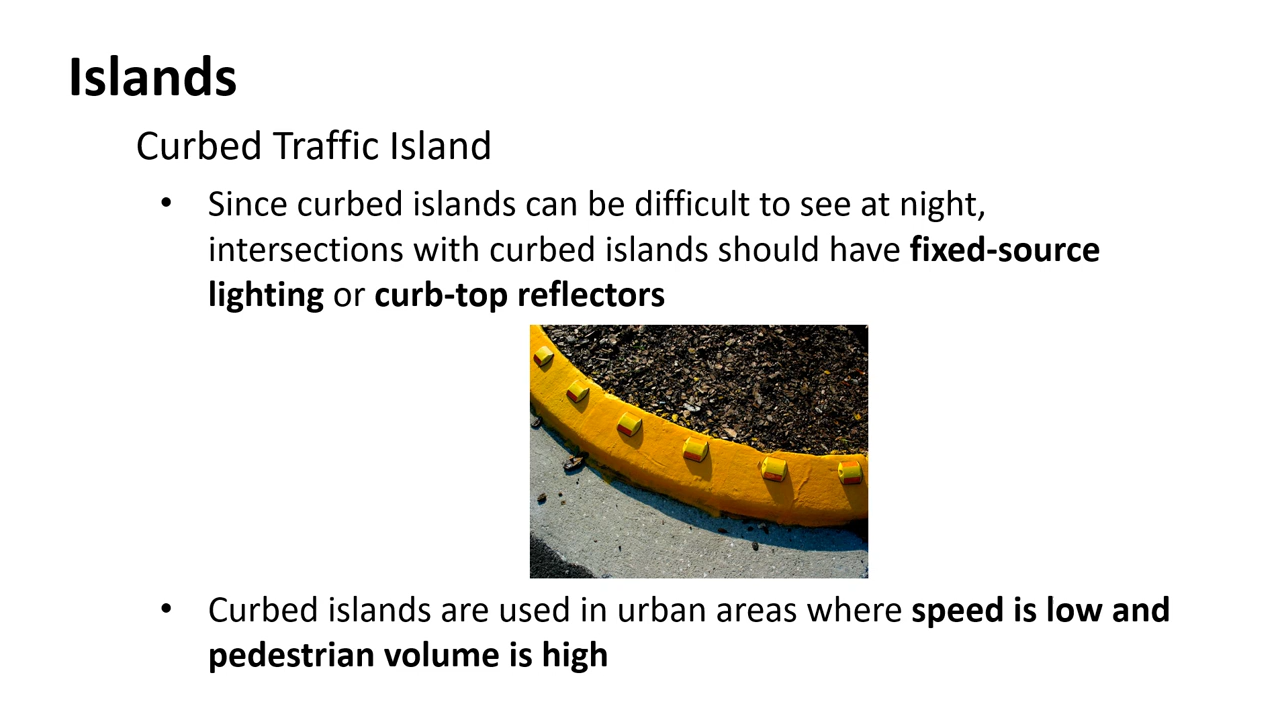 Islands
Curbed Traffic Island
• Since curbed islands can be difficult to see at night,
intersections with curbed islands should have fixed-source
lighting or curb-top reflectors
• Curbed islands are used in urban areas where speed is low and
pedestrian volume is high